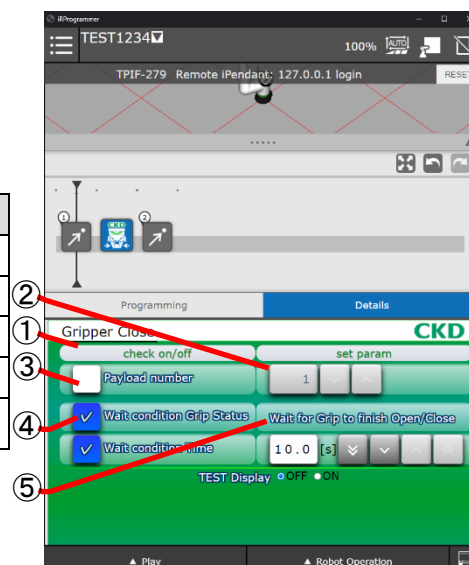 iRProgrammer
TEST1234
100% AUTO
TPIF-279 Remote iPendant: 127.0.0.1 login
RESET
① CKD ②
② Programming Details
① Gripper Close CKD
check on/off set param
③ Payload number 1
④ Wait condition Grip Status Wait for Grip to finish Open/Close
Wait condition Time 10.0 [s]
⑤ TEST Display OFF ON
▲ Play ▲ Robot Operation